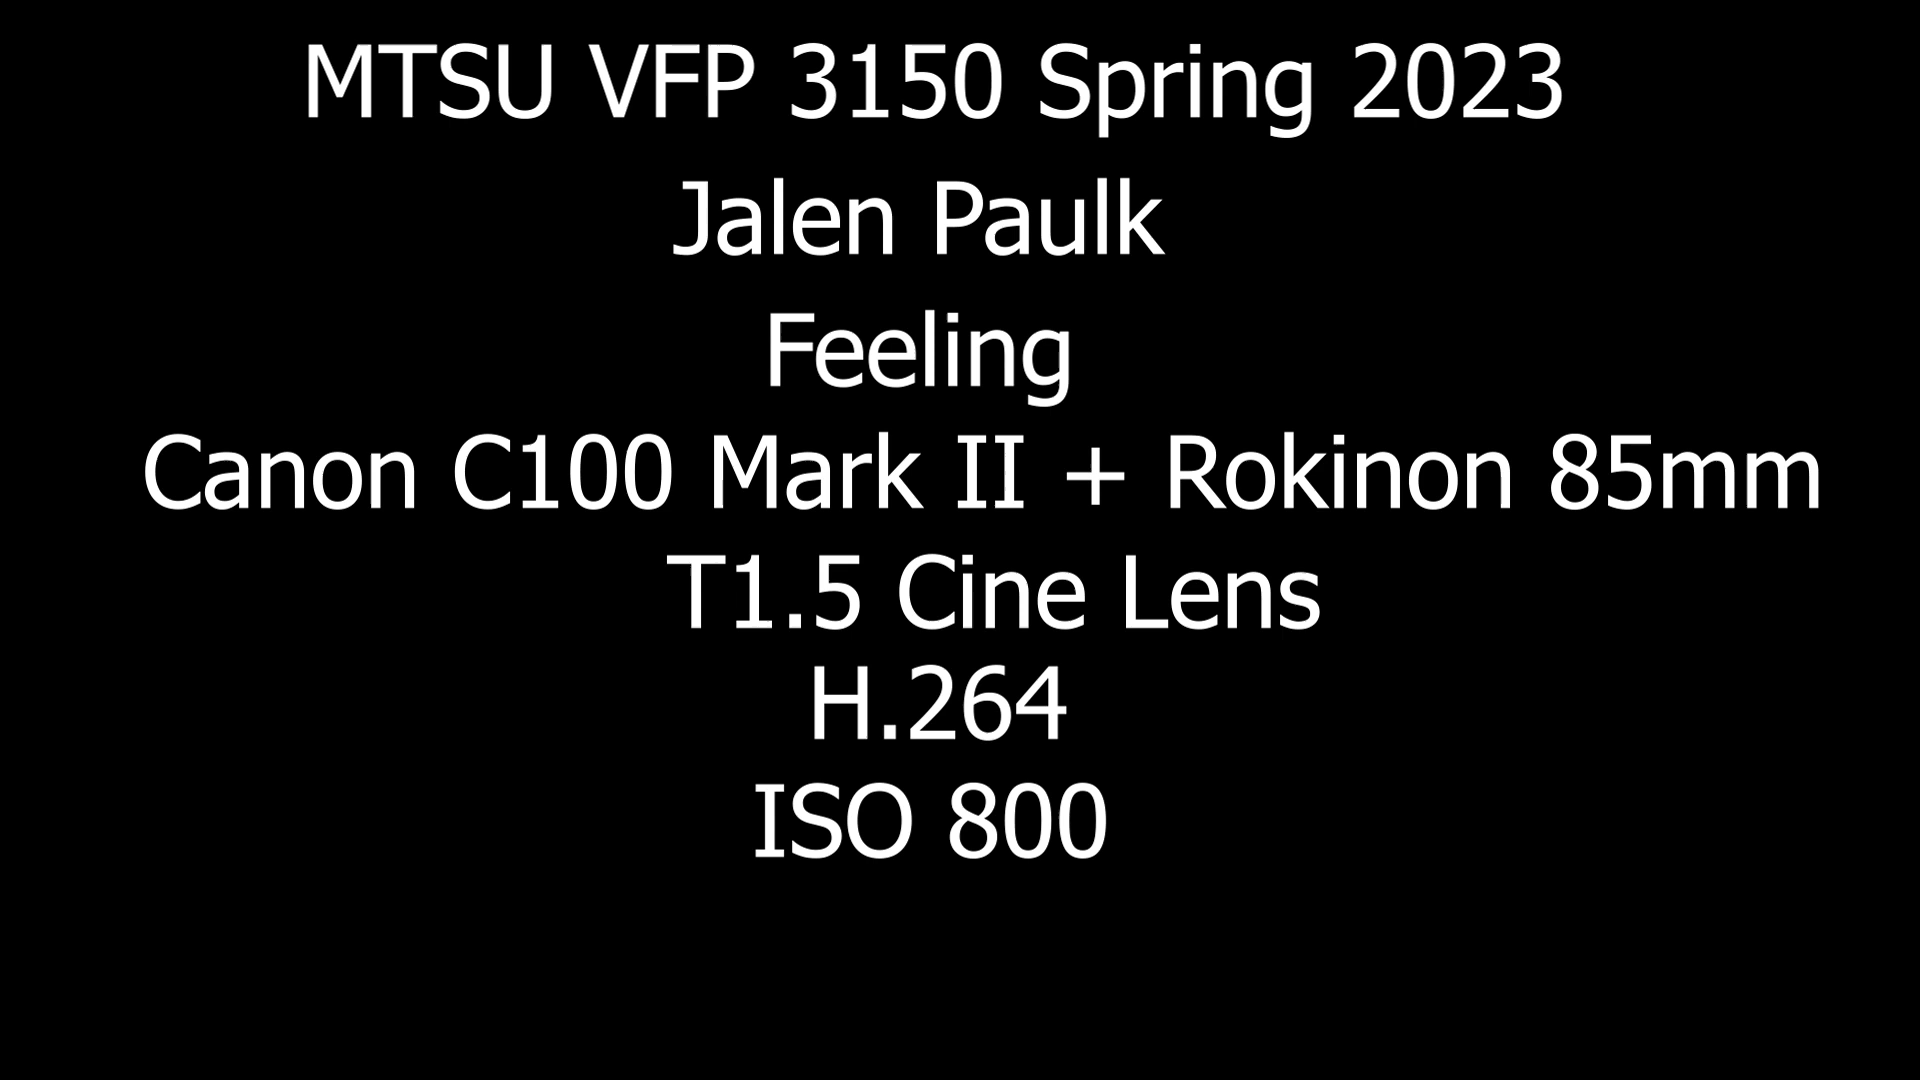 MTSU VFP 3150 Spring 2023
Jalen Paulk
Feeling
Canon C100 Mark II + Rokinon 85mm
T1.5 Cine Lens
H.264
ISO 800